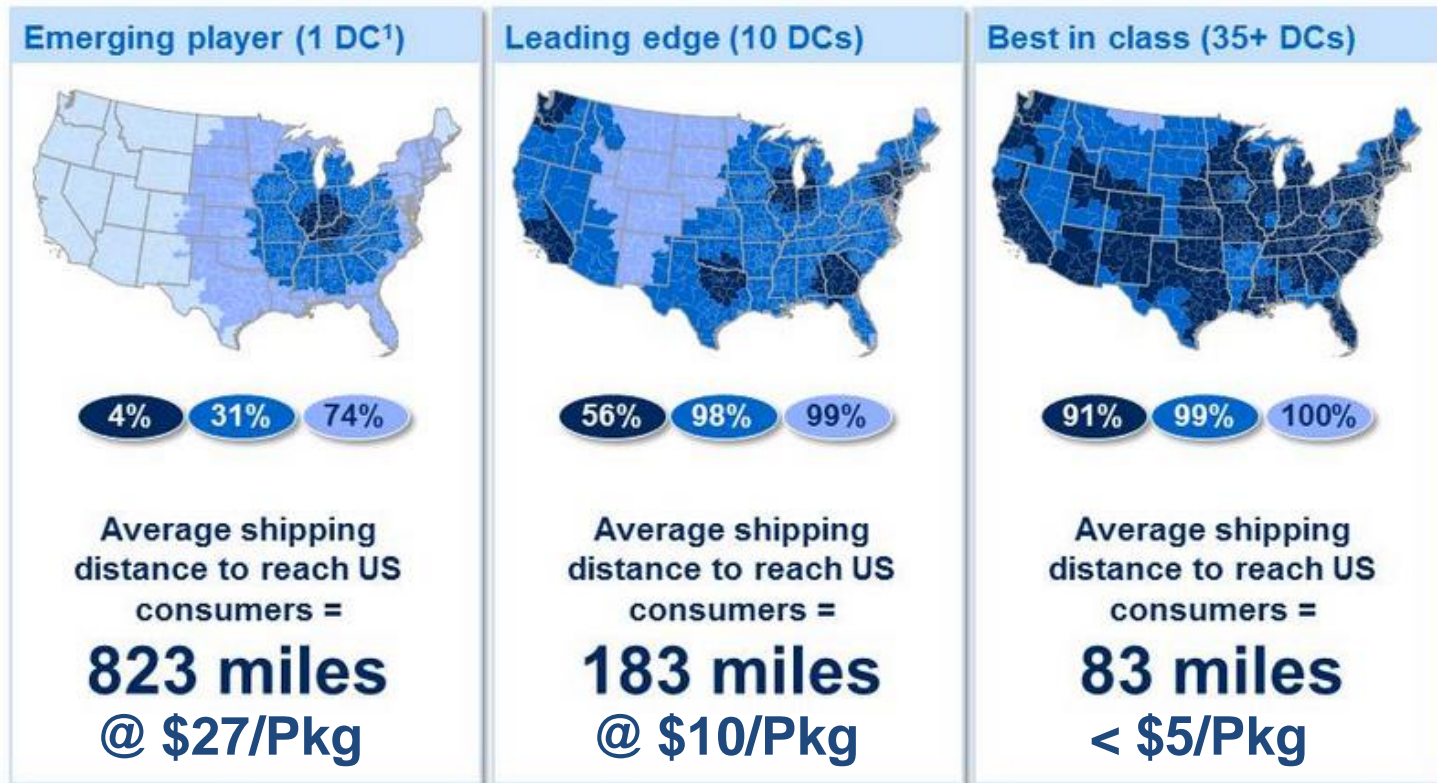 Emerging player (1 DC¹)
4% 31% 74%
Average shipping
distance to reach US
consumers =
823 miles
@ $27/Pkg
Leading edge (10 DCs)
56% 98% 99%
Average shipping
distance to reach US
consumers =
183 miles
@ $10/Pkg
Best in class (35+ DCs)
91% 99% 100%
Average shipping
distance to reach US
consumers =
83 miles
< $5/Pkg